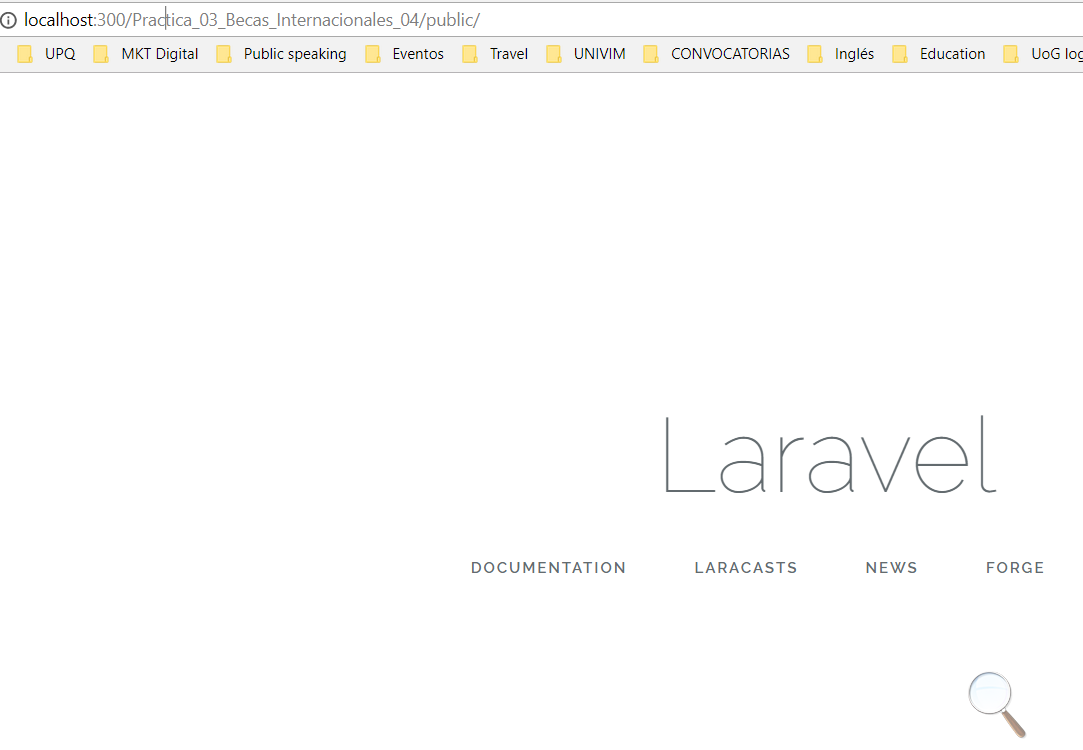 localhost:300/Practica_03_Becas_Internacionales_04/public/
UPQ MKT Digital Public speaking Eventos Travel UNIVIM CONVOCATORIAS Inglés Education UoG log
Laravel
DOCUMENTATION LARACASTS NEWS FORGE